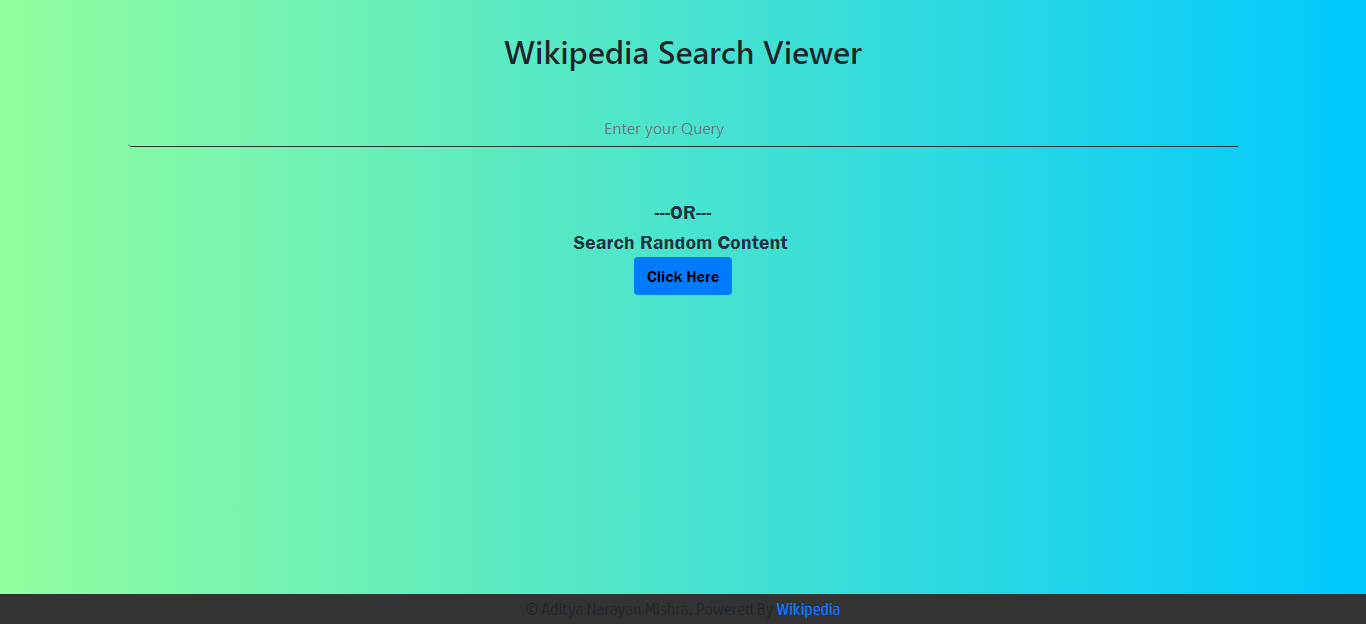 Wikipedia Search Viewer
Enter your Query
---OR---
Search Random Content
Click Here
© Aditya Narayan Mishra. Powered By Wikipedia